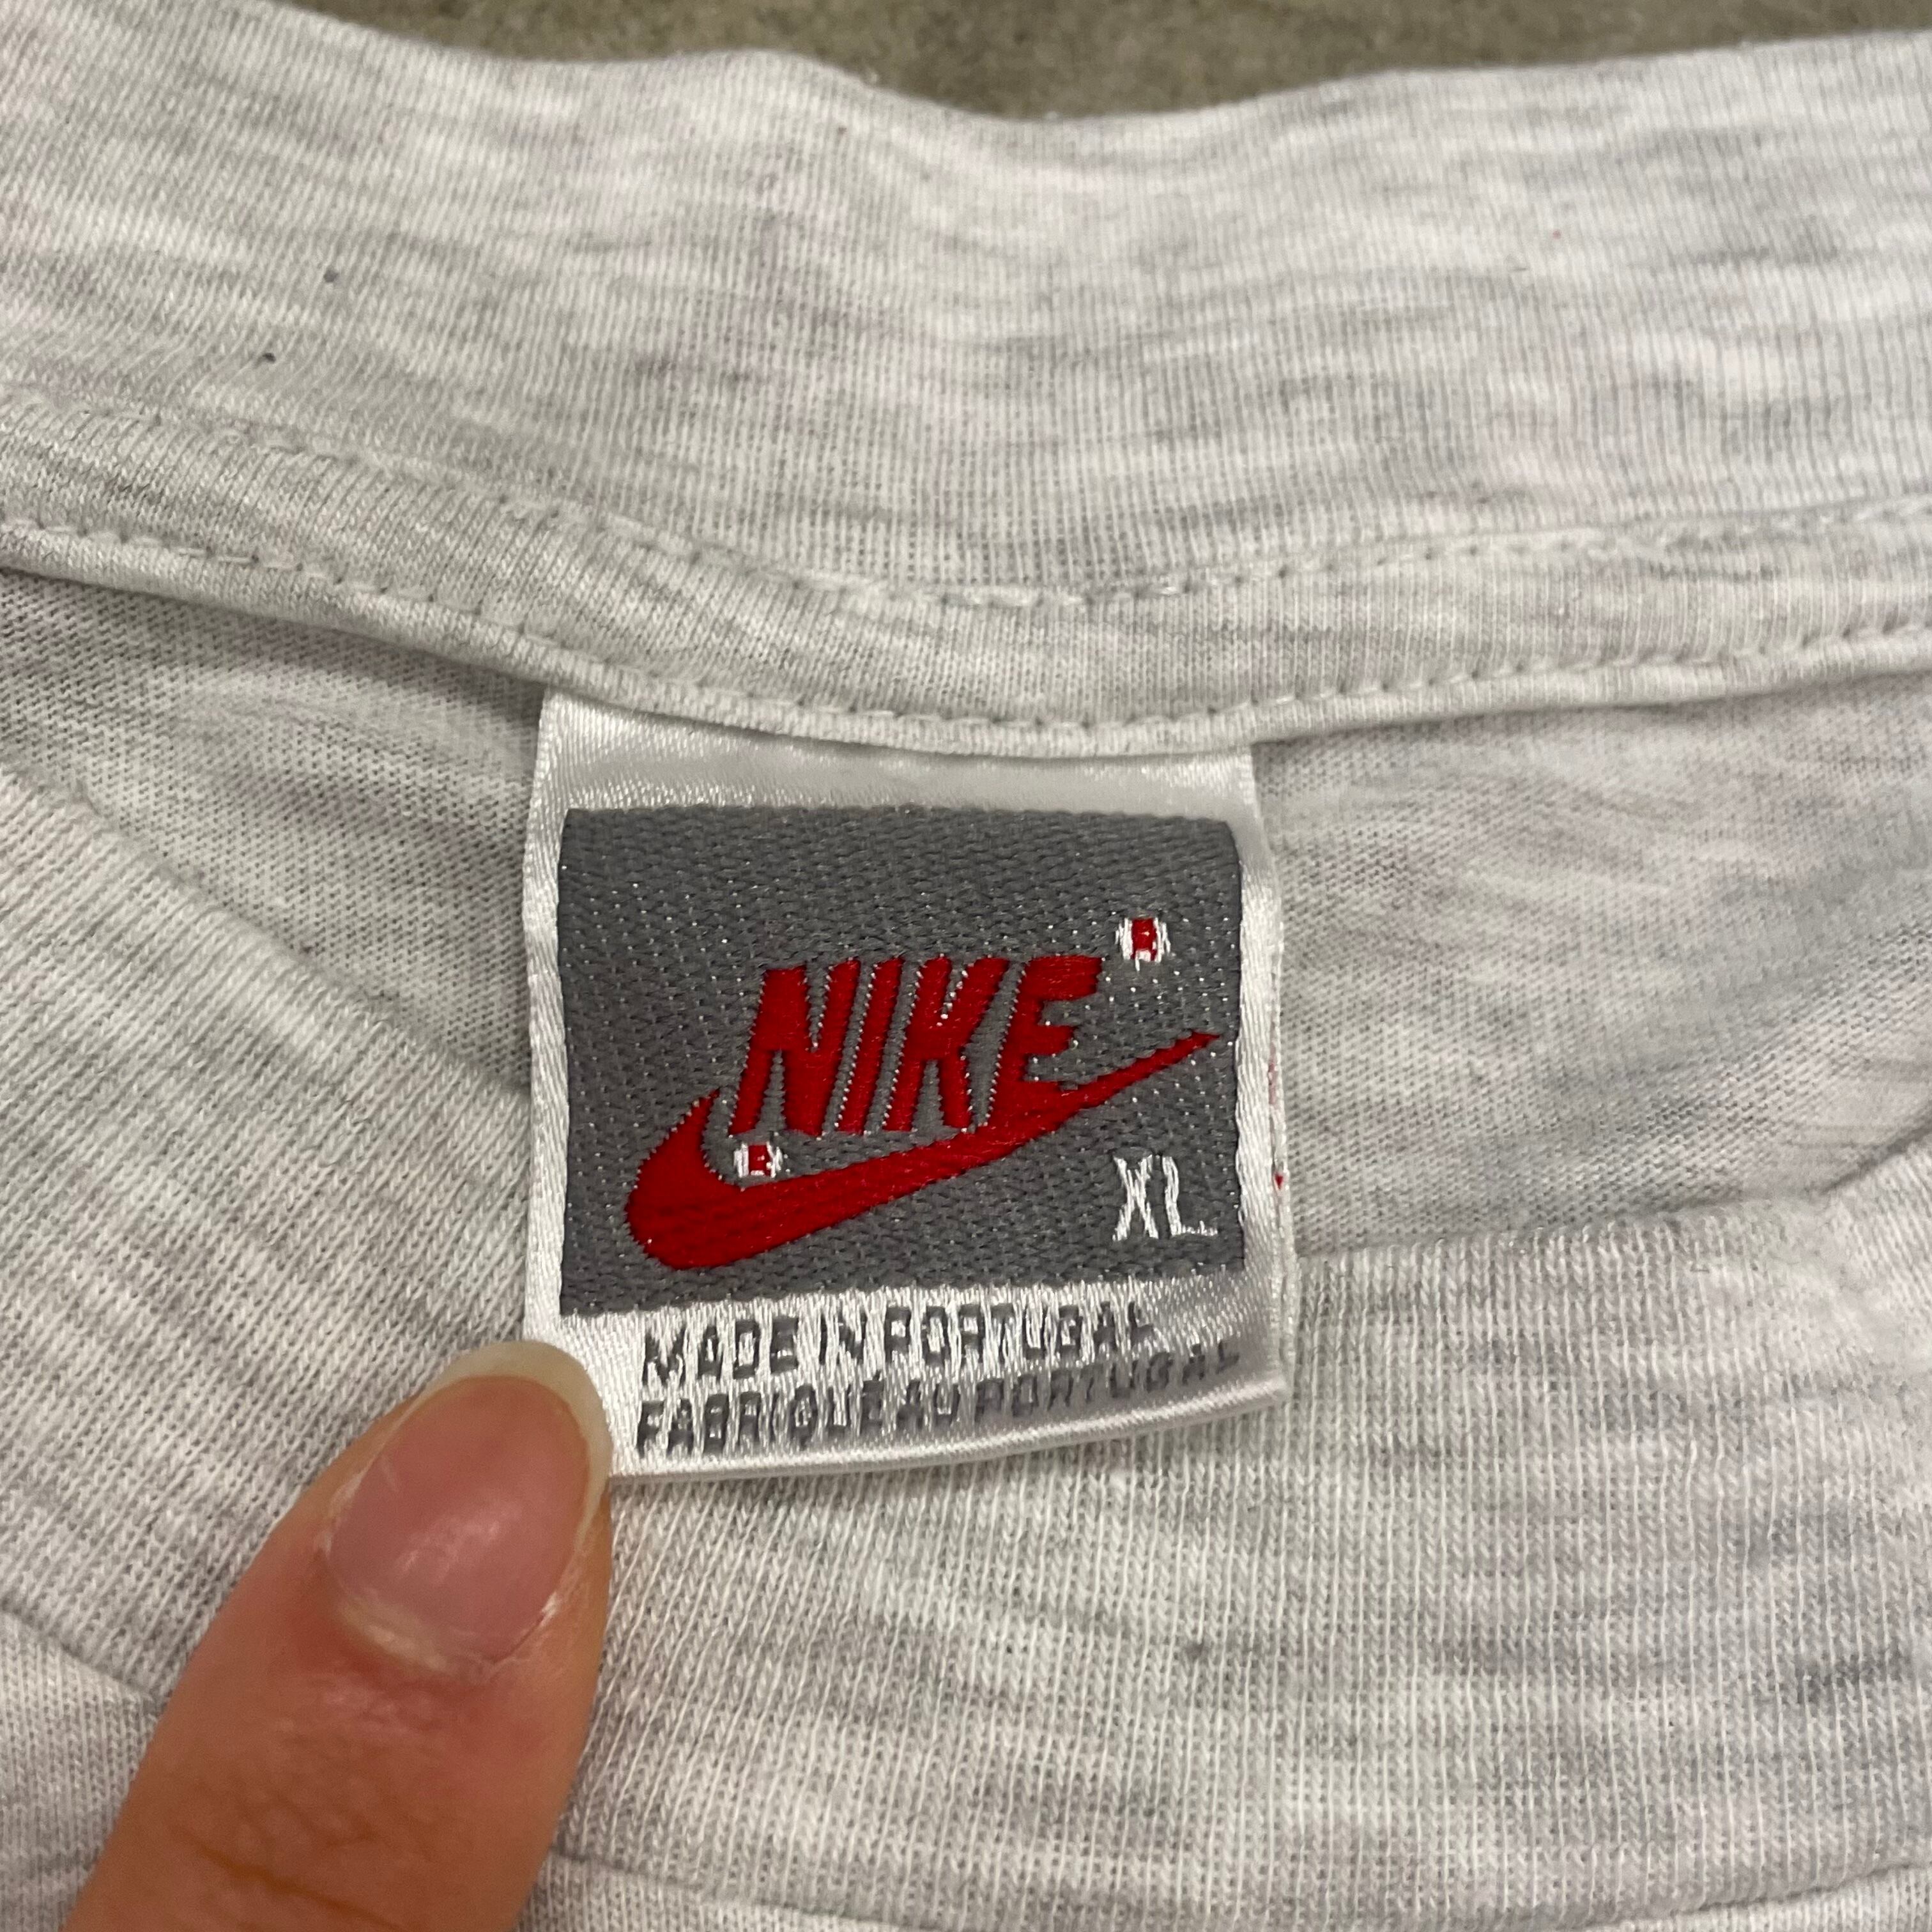 NIKE
XL
MADE IN PORTUGAL
FABRIQUÉ AU PORTUGAL